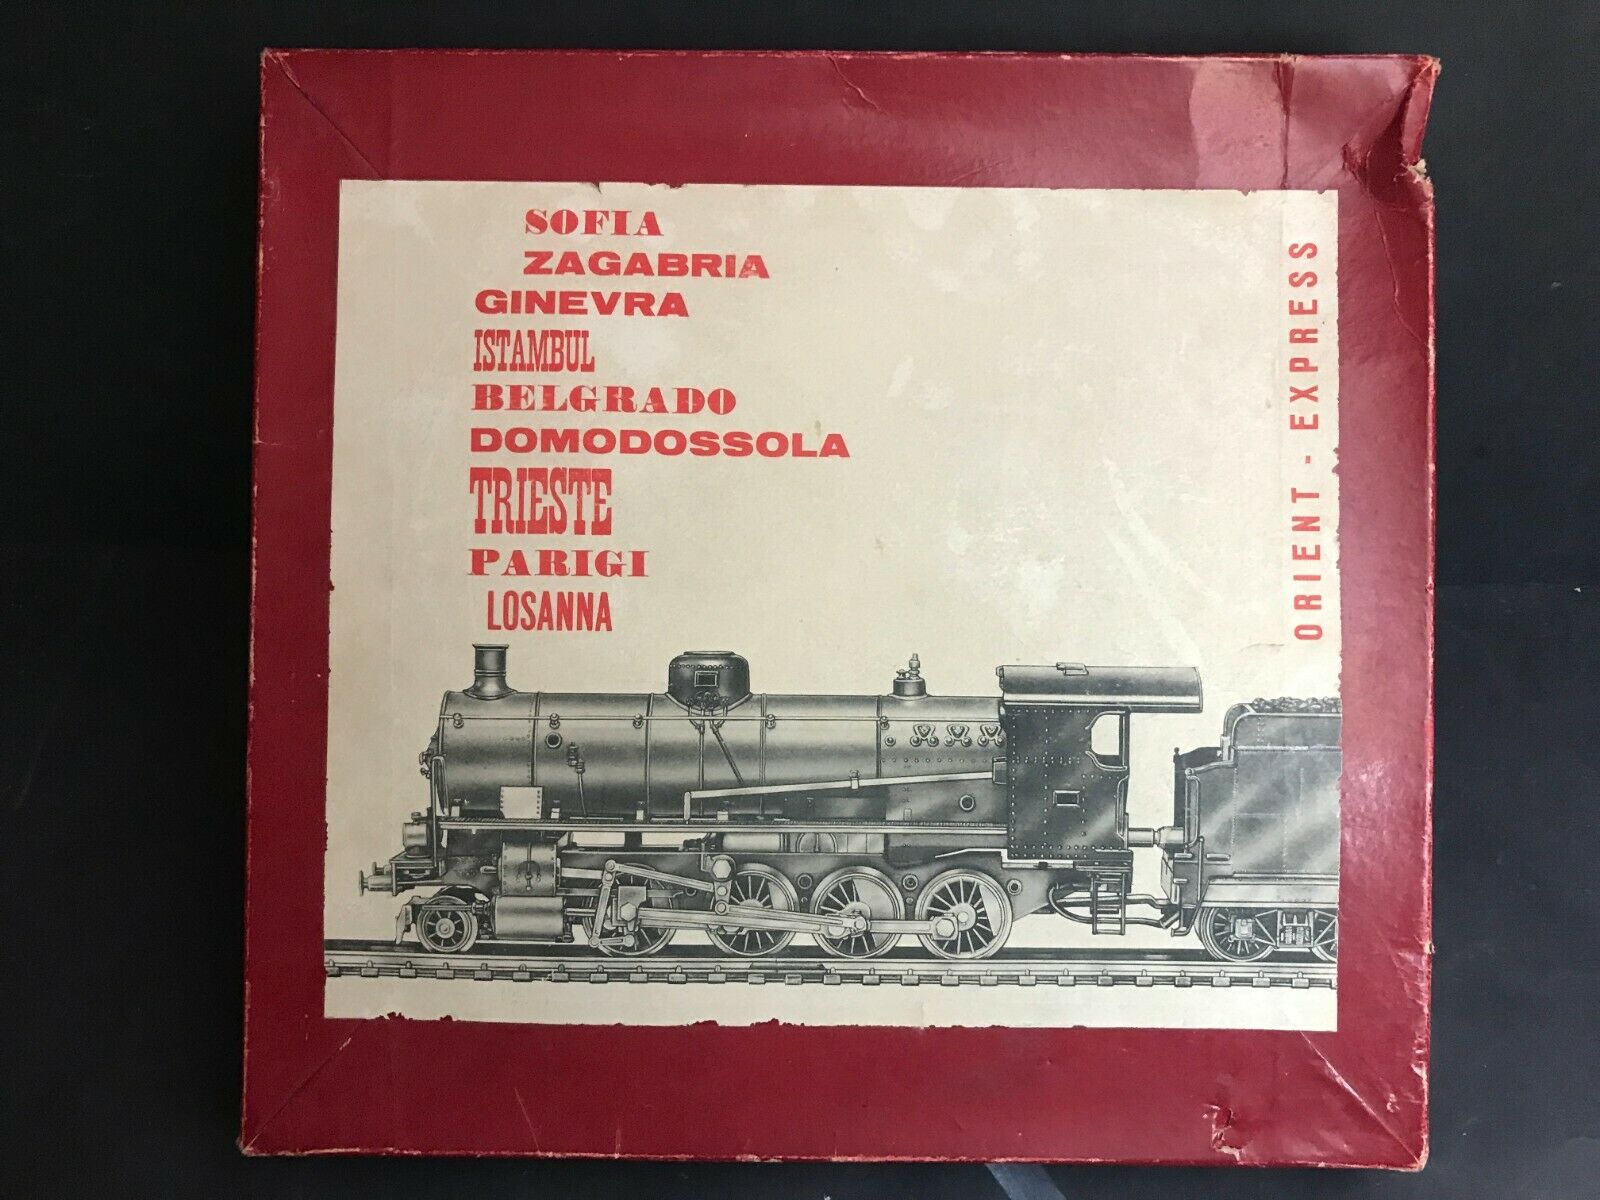 SOFIA
ZAGABRIA
GINEVRA
ISTAMBUL
BELGRADO
DOMODOSSOLA
TRIESTE
PARIGI
LOSANNA
ORIENT - EXPRESS